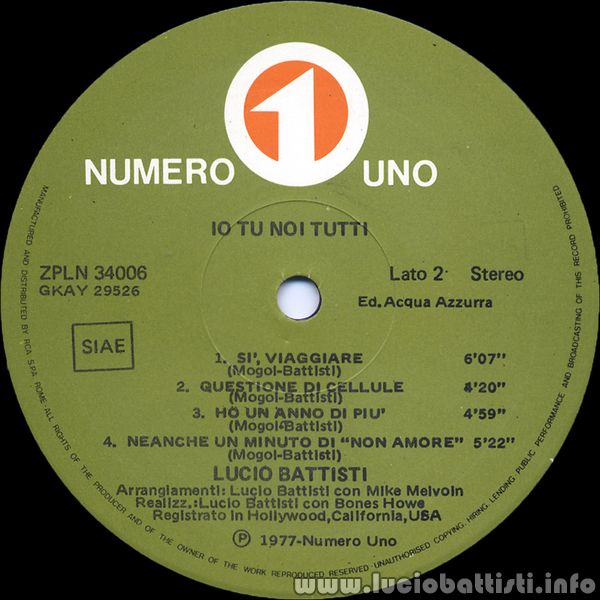 NUMERO 1 UNO
IO TU NOI TUTTI
ZPLN 34006
GKAY 29526
Lato 2 Stereo
Ed. Acqua Azzurra
SIAE
1. SI', VIAGGIARE 6'07"
(Mogol-Battisti)
2. QUESTIONE DI CELLULE 4'20"
(Mogol-Battisti)
3. HO UN ANNO DI PIU' 4'59"
(Mogol-Battisti)
4. NEANCHE UN MINUTO DI "NON AMORE" 5'22"
(Mogol-Battisti)
LUCIO BATTISTI
Arrangiamenti: Lucio Battisti con Mike Melvoin
Realizz.:Lucio Battisti con Bones Howe
Registrato in Hollywood,California,USA
℗ 1977-Numero Uno
MANUFACTURED AND DISTRIBUTED BY RCA S.P.A. ROME-ALL RIGHTS OF THE PRODUCER AND OF THE OWNER OF THE WORK REPRODUCED RESERVED-UNAUTHORISED COPYING, HIRING, LENDING, PUBLIC PERFORMANCE AND BROADCASTING OF THIS RECORD PROHIBITED
www.luciobattisti.info